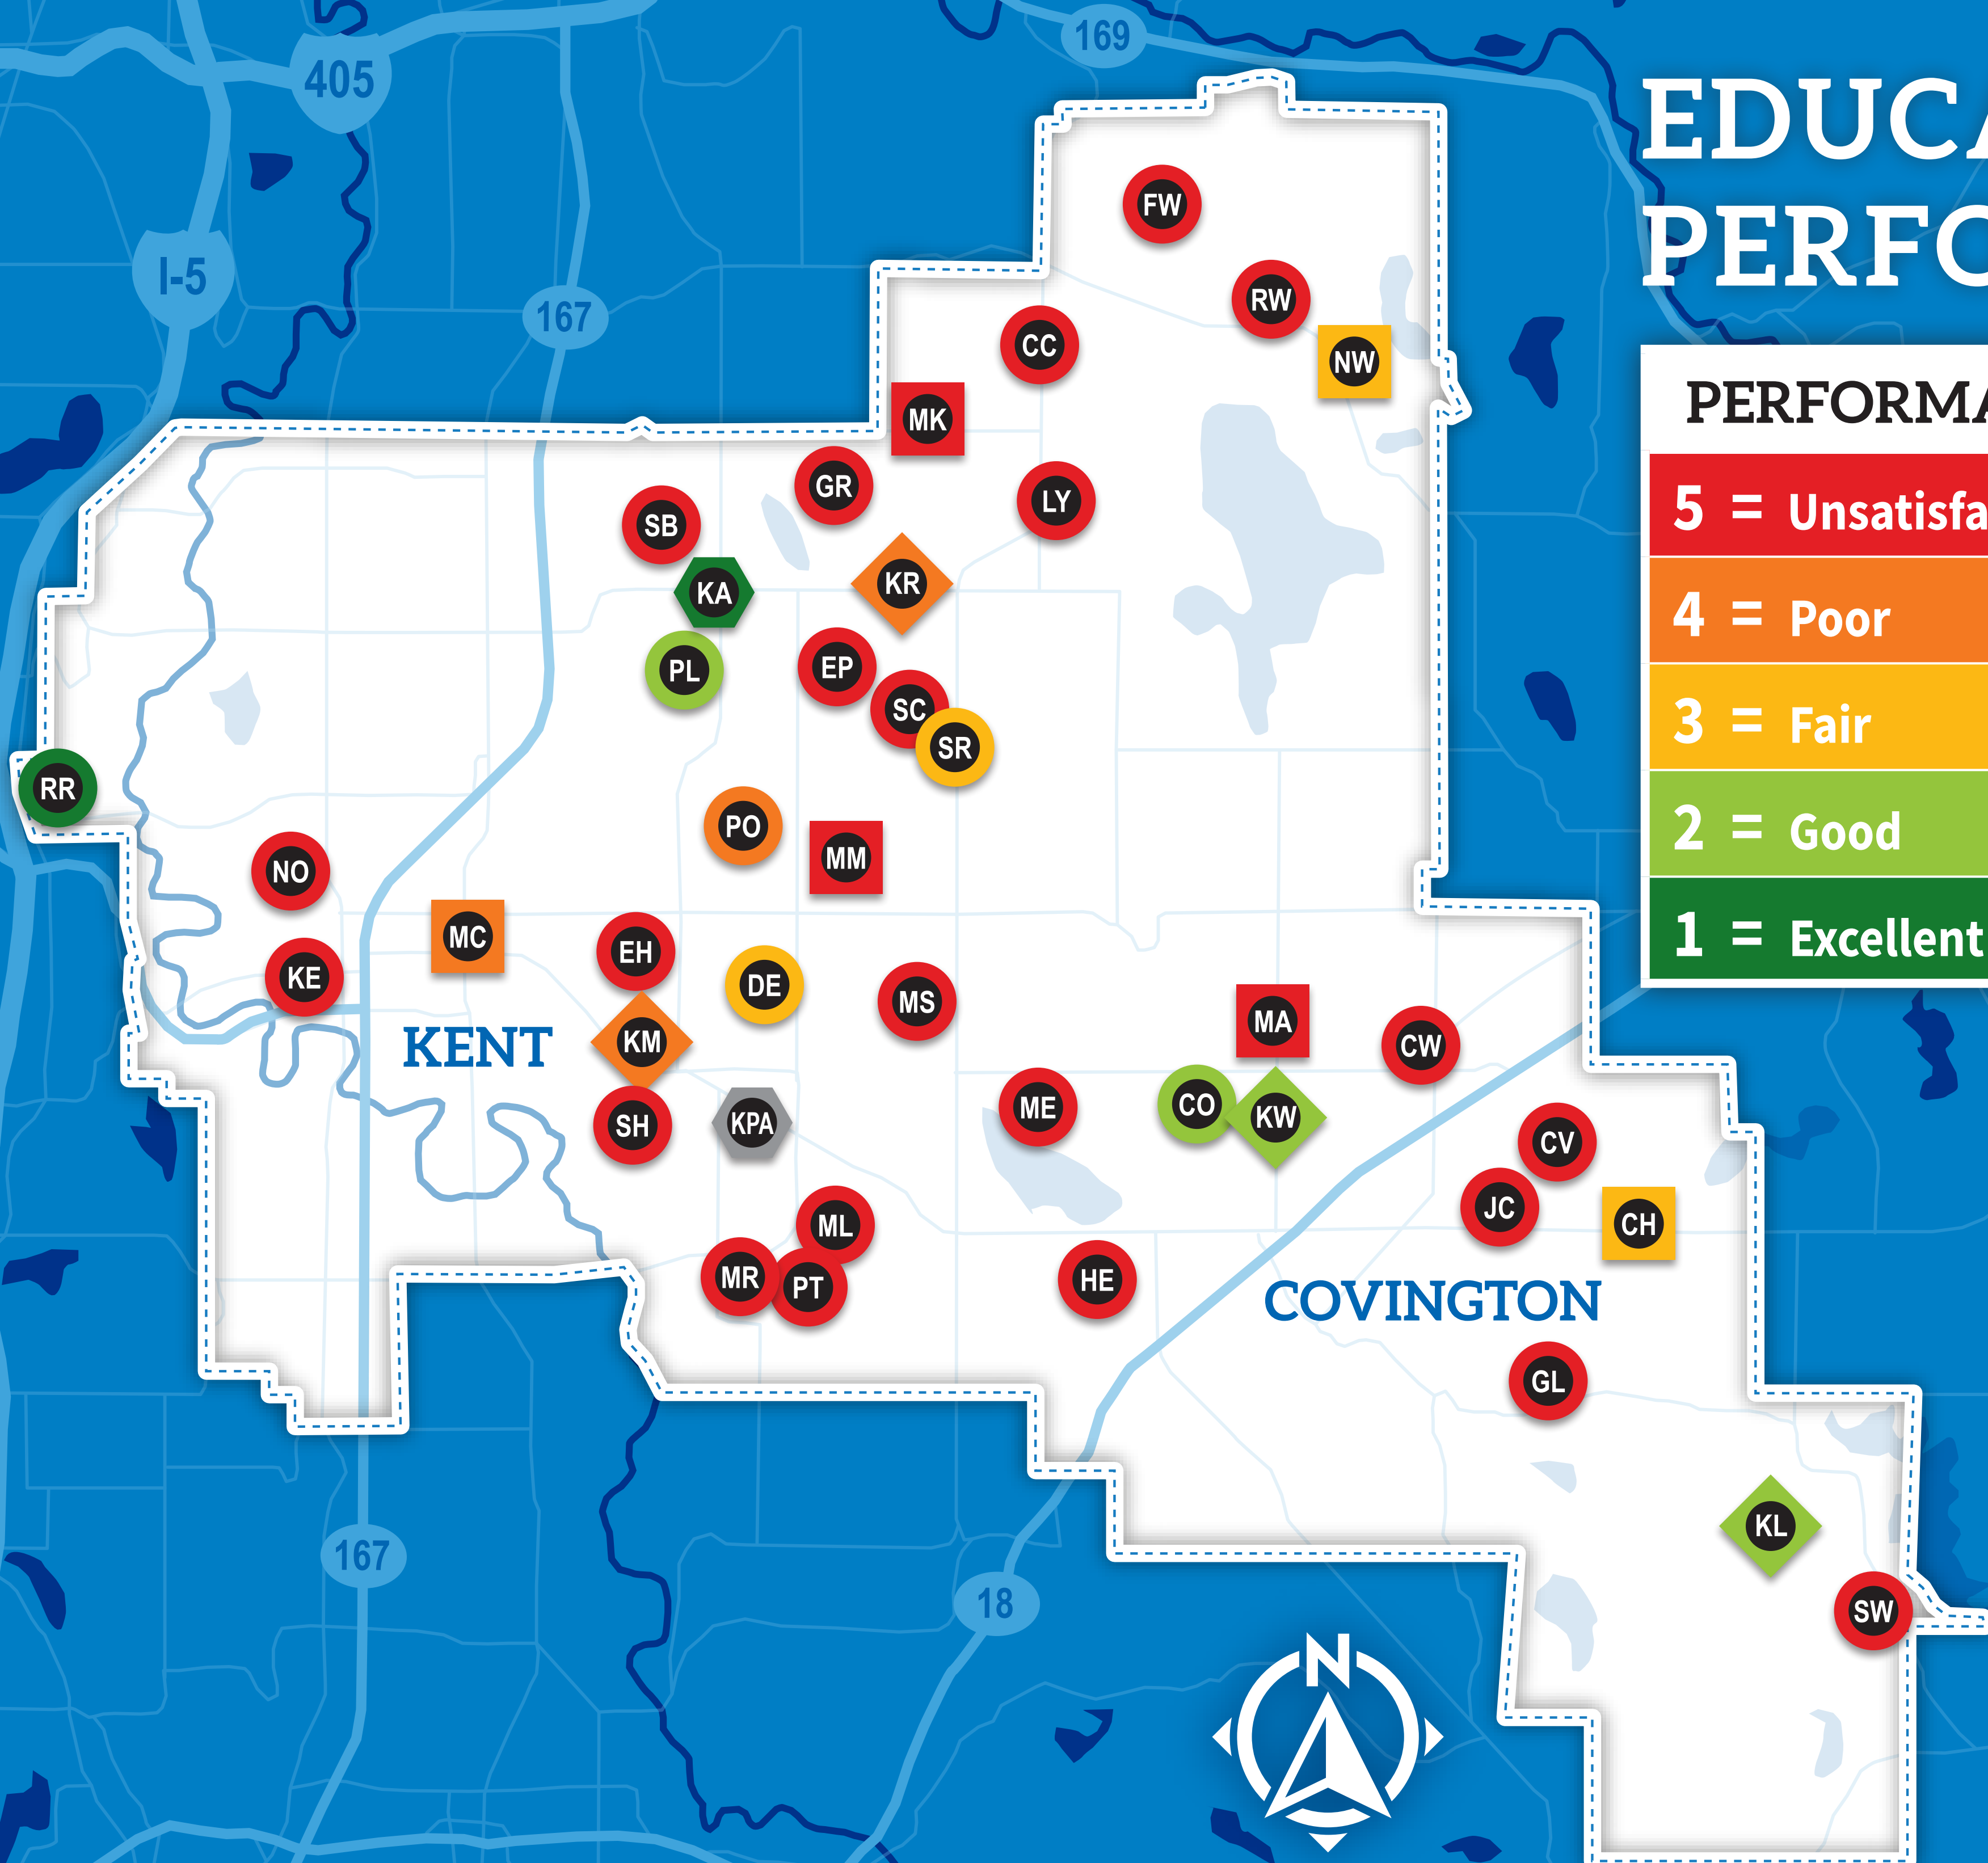 405
169
I-5
167
EDUCA
PERFO
PERFORMA
5 = Unsatisfa
4 = Poor
3 = Fair
2 = Good
1 = Excellent
FW
RW
CC
NW
MK
GR
LY
SB
KR
KA
EP
PL
SC
SR
RR
PO
MM
NO
MC
EH
KE
DE
MS
MA
KENT
KM
CW
ME
CO
KW
SH
KPA
CV
JC
ML
CH
MR
PT
HE
COVINGTON
GL
KL
167
18
SW
N